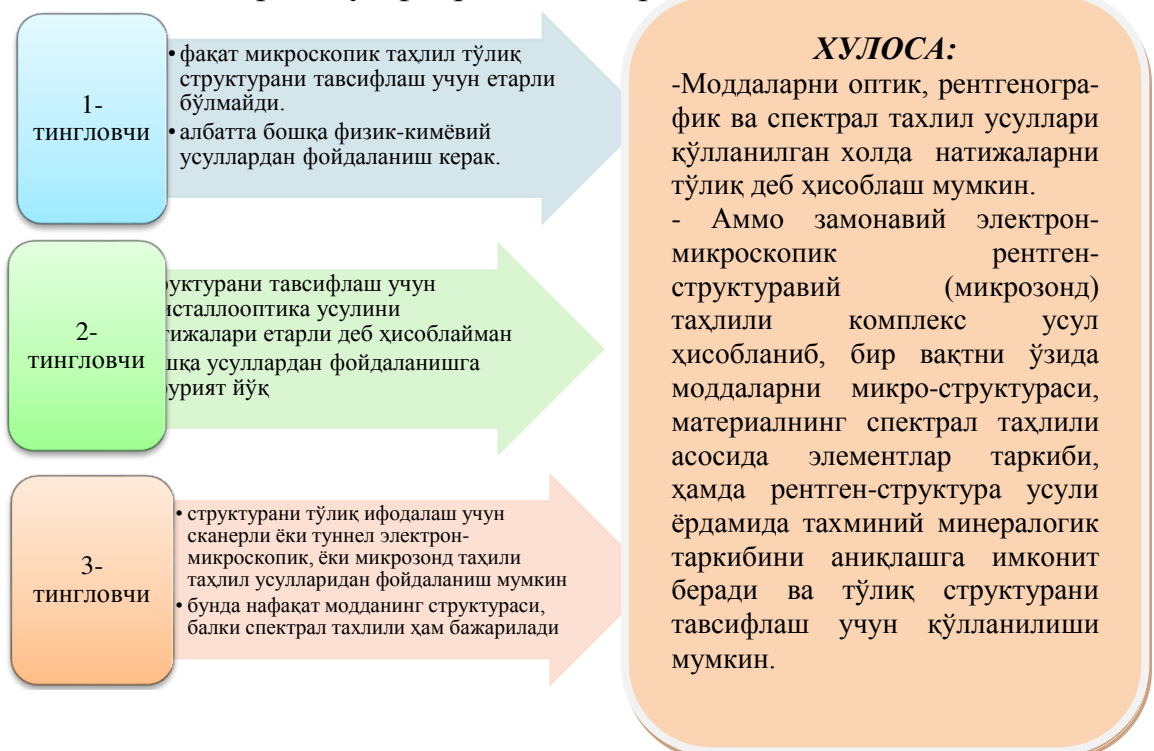 1-
тингловчи
• фақат микроскопик таҳлил тўлиқ
структурани тавсифлаш учун етарли
бўлмайди.
• албатта бошқа физик-кимёвий
усуллардан фойдаланиш керак.
2-
тингловчи
руктурани тавсифлаш учун
исталлооптика усулини
тижалари етарли деб ҳисоблайман
шқа усуллардан фойдаланишга
рурият йўқ
3-
тингловчи
• структурани тўлиқ ифодалаш учун
сканерли ёки туннел электрон-
микроскопик, ёки микрозонд таҳили
таҳлил усулларидан фойдаланиш мумкин
• бунда нафақат модданинг структураси,
балки спектрал тахлили ҳам бажарилади
ХУЛОСА:
-Моддаларни оптик, рентгеногра-
фик ва спектрал тахлил усуллари
қўлланилган холда натижаларни
тўлиқ деб ҳисоблаш мумкин.
- Аммо замонавий электрон-
микроскопик рентген-
структуравий (микрозонд)
таҳлили комплекс усул
ҳисобланиб, бир вақтни ўзида
моддаларни микро-структураси,
материалнинг спектрал таҳлили
асосида элементлар таркиби,
ҳамда рентген-структура усули
ёрдамида тахминий минералогик
таркибини аниқлашга имконит
беради ва тўлиқ структурани
тавсифлаш учун қўлланилиши
мумкин.